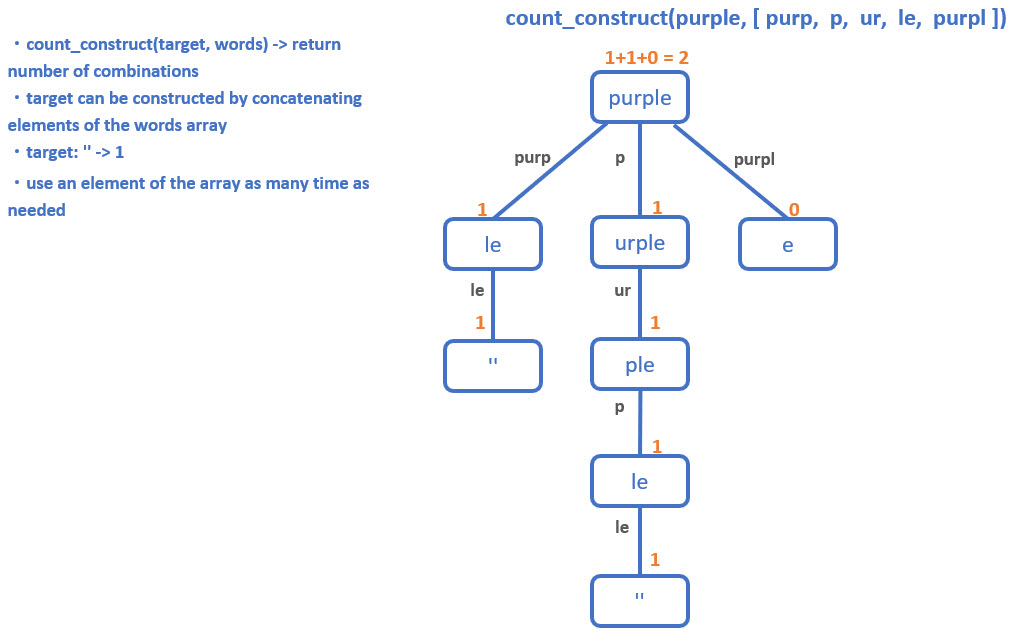 count_construct(purple, [ purp, p, ur, le, purpl ])
・count_construct(target, words) -> return
number of combinations
・target can be constructed by concatenating
elements of the words array
・target: '' -> 1
・use an element of the array as many time as
needed
1+1+0 = 2
purple
purp
p
purpl
1
1
0
le
urple
e
le
ur
1
1
''
ple
p
1
le
le
1
''